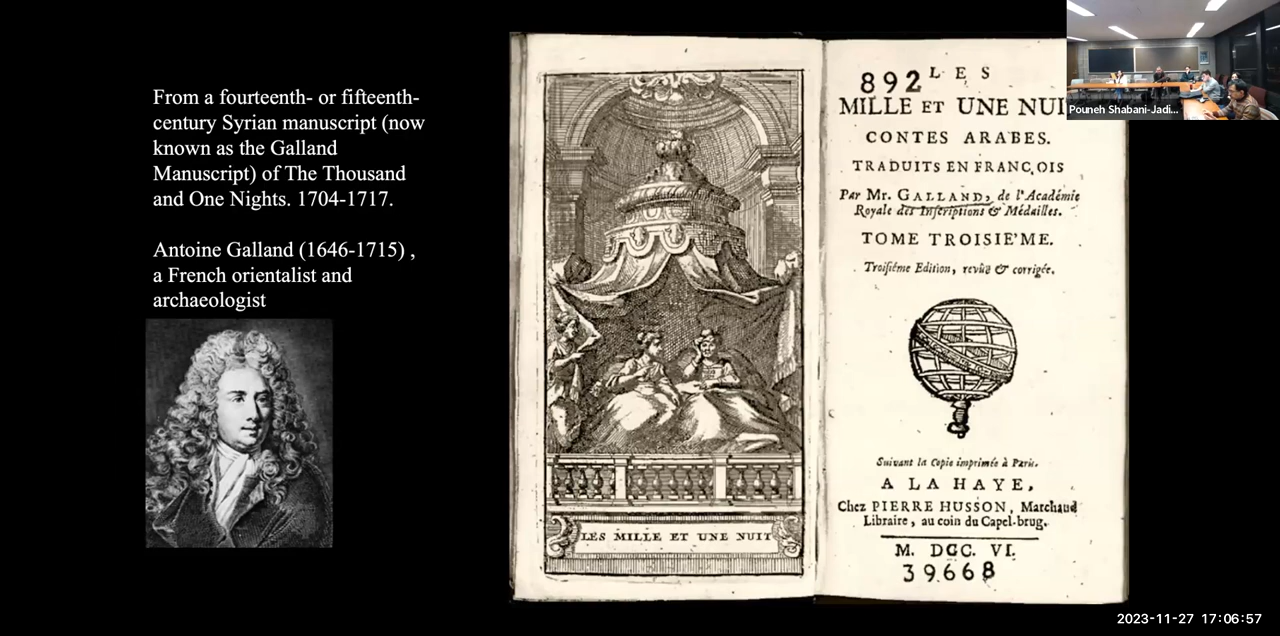 From a fourteenth- or fifteenth-
century Syrian manuscript (now
known as the Galland
Manuscript) of The Thousand
and One Nights. 1704-1717.
Antoine Galland (1646-1715) ,
a French orientalist and
archaeologist
LES MILLE ET UNE NUIT
892 LES
MILLE ET UNE NUI
CONTES ARABES.
TRADUITS EN FRANÇOIS
Par Mr. GALLAND, de l'Académie
Royale des Inscriptions & Médailles.
TOME TROISIE'ME.
Troisiéme Edition, revûë & corrigée.
Suivant la Copie imprimée à Paris.
A LA HAYE,
Chez PIERRE HUSSON, Marchand
Libraire, au coin du Capel-brug.
M. DCC. VI.
39668
Pouneh Shabani-Jadi...
2023-11-27 17:06:57